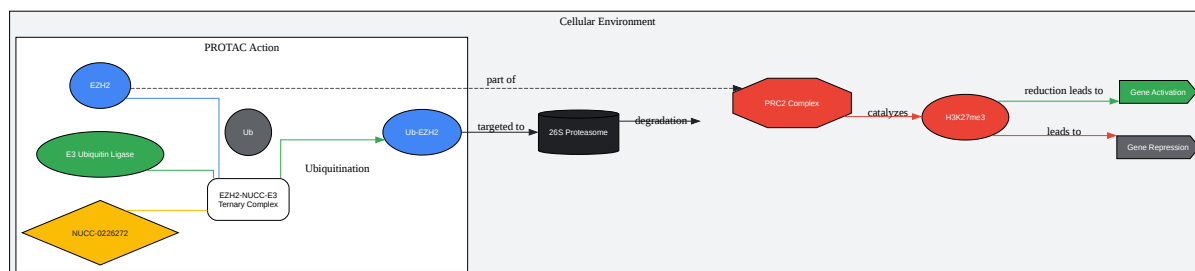 Cellular Environment
PROTAC Action
EZH2
part of
Ub
E3 Ubiquitin Ligase
Ubiquitination
EZH2-NUCC-E3
Ternary Complex
NUCC-0226272
Ub-EZH2
targeted to
26S Proteasome
degradation
PRC2 Complex
catalyzes
H3K27me3
reduction leads to
Gene Activation
leads to
Gene Repression